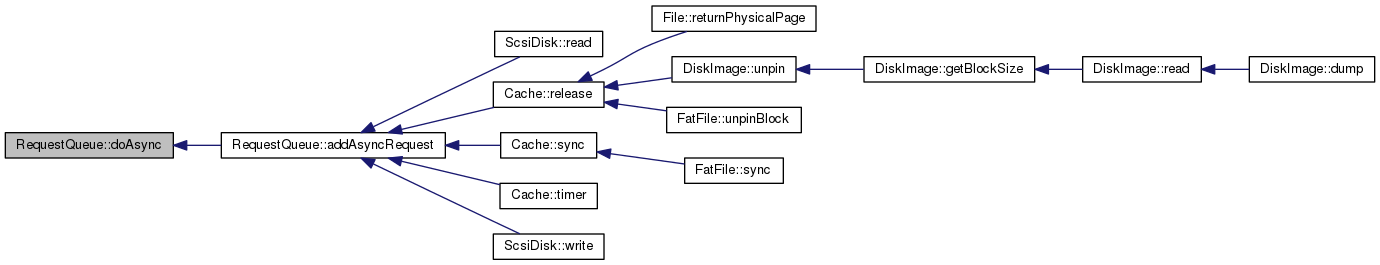 File::returnPhysicalPage
ScsiDisk::read
DiskImage::unpin
DiskImage::getBlockSize
DiskImage::read
DiskImage::dump
Cache::release
FatFile::unpinBlock
RequestQueue::doAsync
RequestQueue::addAsyncRequest
Cache::sync
FatFile::sync
Cache::timer
ScsiDisk::write